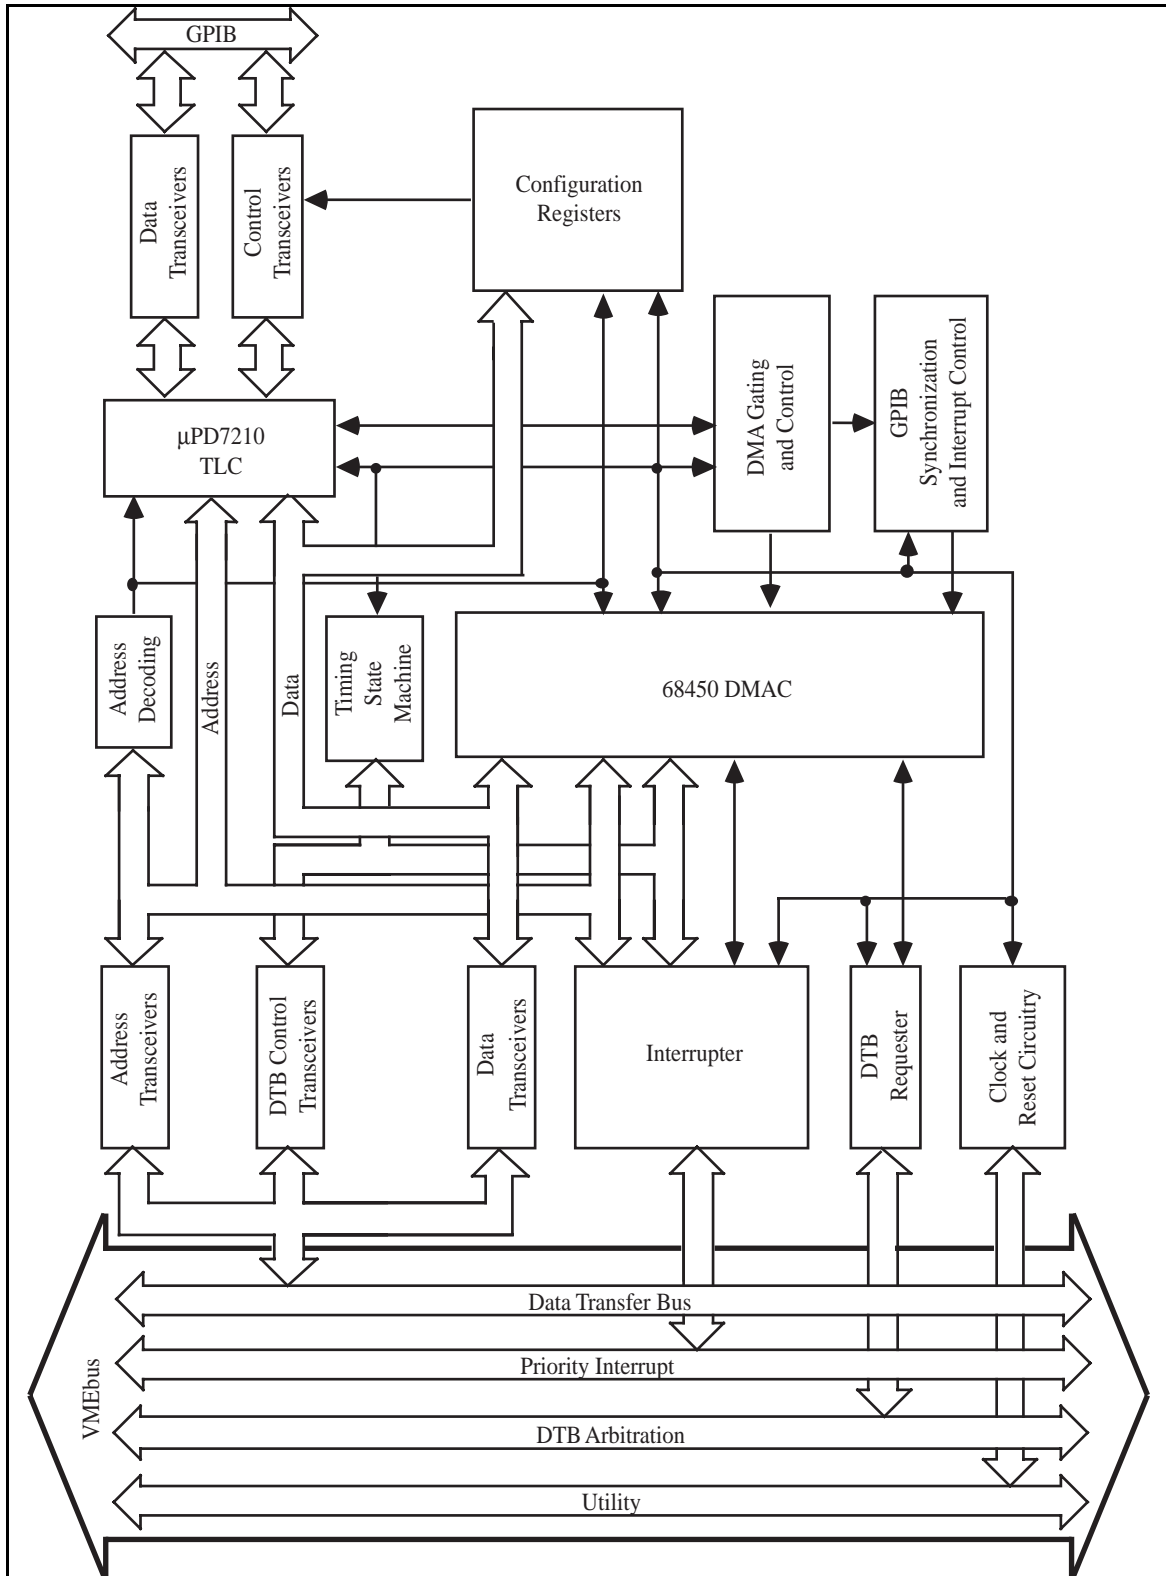 GPIB
Data
Transceivers
Control
Transceivers
Configuration
Registers
µPD7210
TLC
DMA Gating
and Control
GPIB
Synchronization
and Interrupt Control
Address
Decoding
Address
Data
Timing
State
Machine
68450 DMAC
Address
Transceivers
DTB Control
Transceivers
Data
Transceivers
Interrupter
DTB
Requester
Clock and
Reset Circuitry
VMEbus
Data Transfer Bus
Priority Interrupt
DTB Arbitration
Utility